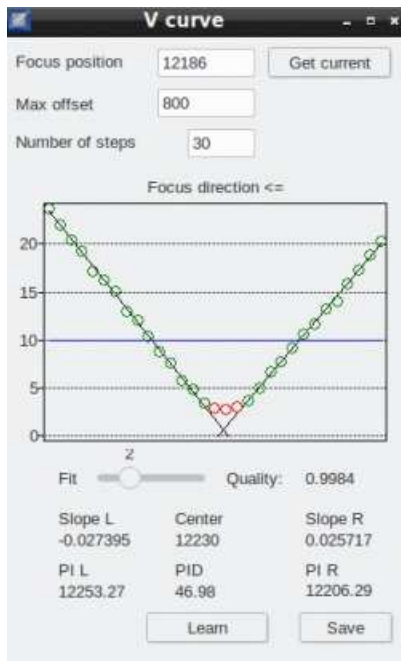 V curve
Focus position 12186 Get current
Max offset 800
Number of steps 30
Focus direction <=
20
15
10
5
0
2
Fit Quality: 0.9984
Slope L Center Slope R
-0.027395 12230 0.025717
PI L PID PI R
12253.27 46.98 12206.29
Learn Save